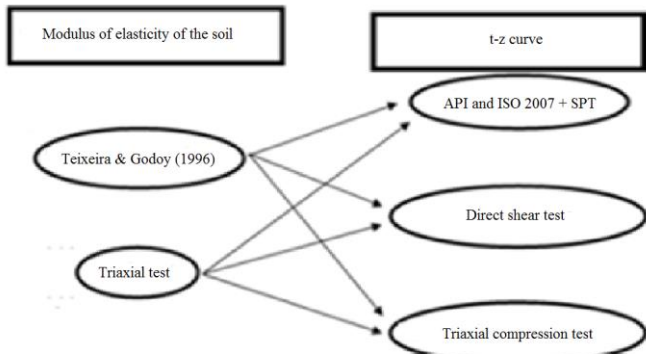 Modulus of elasticity of the soil
t-z curve
API and ISO 2007 + SPT
Teixeira & Godoy (1996)
Direct shear test
Triaxial test
Triaxial compression test